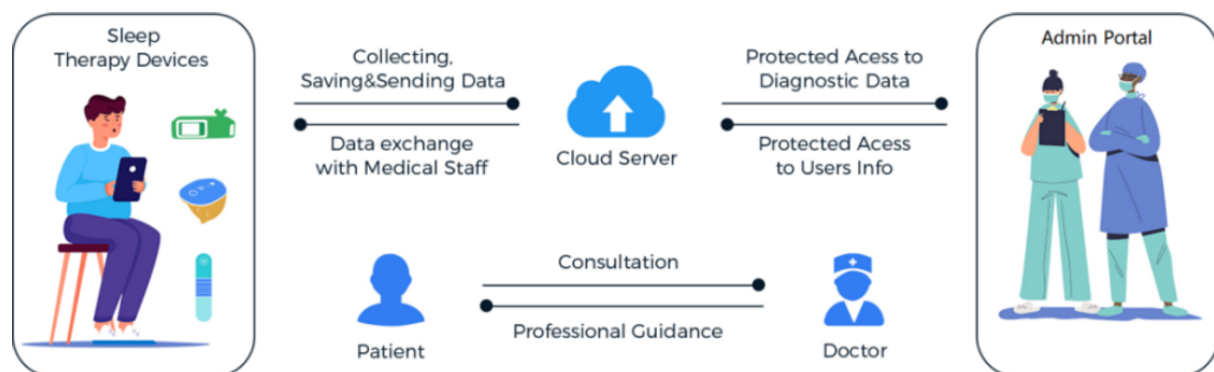 Sleep
Therapy Devices
Collecting,
Saving&Sending Data
Data exchange
with Medical Staff
Cloud Server
Protected Acess to
Diagnostic Data
Protected Acess
to Users Info
Admin Portal
Patient
Consultation
Professional Guidance
Doctor